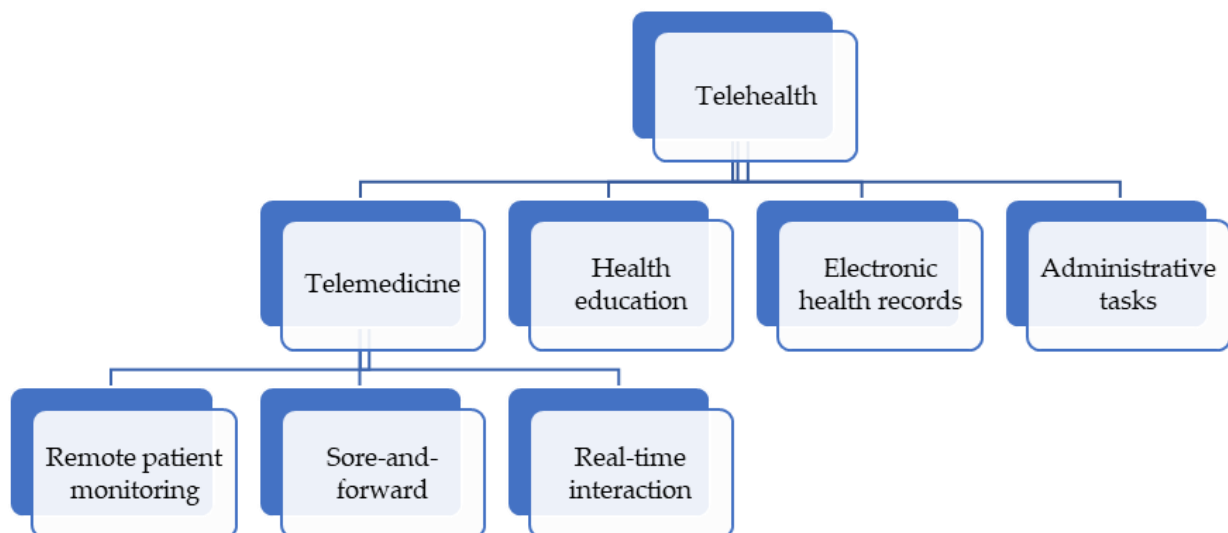 Telehealth
Telemedicine
Health
education
Electronic
health records
Administrative
tasks
Remote patient
monitoring
Sore-and-
forward
Real-time
interaction